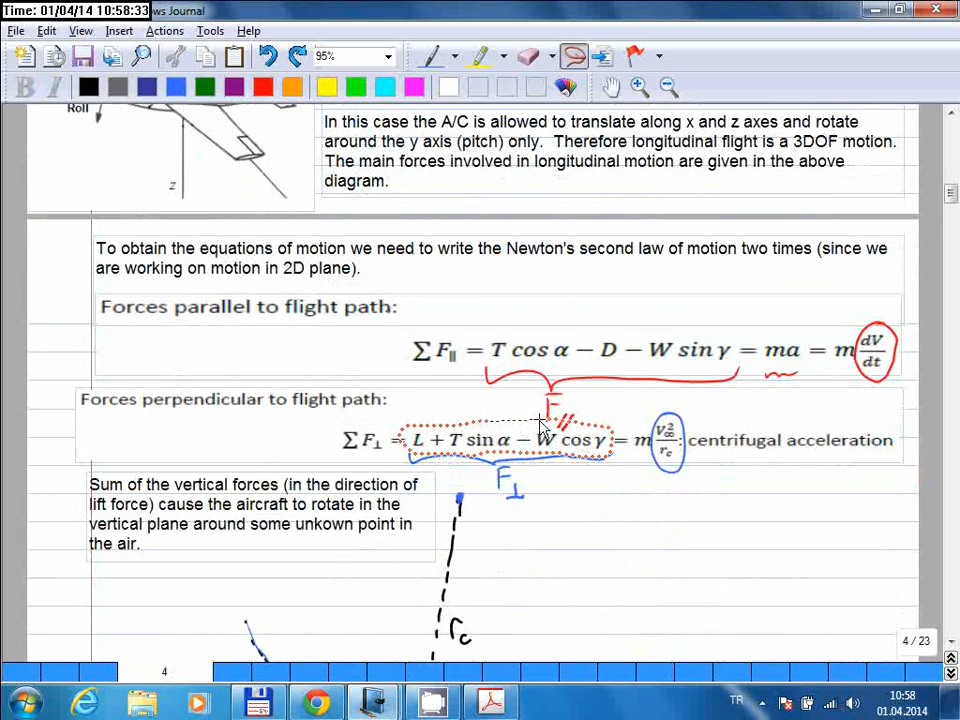 Time: 01/04/14 10:58:33
ows Journal
File Edit View Insert Actions Tools Help
95%
B I
Roll
z
In this case the A/C is allowed to translate along x and z axes and rotate
around the y axis (pitch) only. Therefore longitudinal flight is a 3DOF motion.
The main forces involved in longitudinal motion are given in the above
diagram.
To obtain the equations of motion we need to write the Newton's second law of motion two times (since we
are working on motion in 2D plane).
Forces parallel to flight path:
∑ F∥ = T cos α − D − W sin γ = ma = m dV/dt
F∥
Forces perpendicular to flight path:
∑ F⊥ = L + T sin α − W cos γ = m V∞²/rc : centrifugal acceleration
F⊥
Sum of the vertical forces (in the direction of
lift force) cause the aircraft to rotate in the
vertical plane around some unkown point in
the air.
rc
4 / 23
4
TR
10:58
01.04.2014